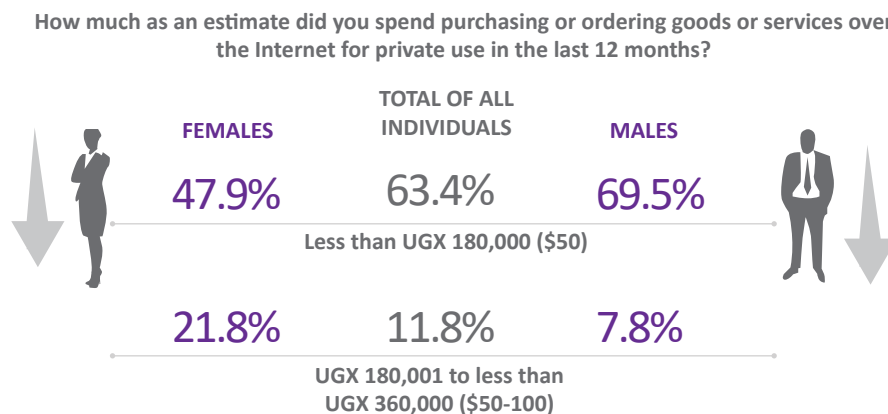 How much as an estimate did you spend purchasing or ordering goods or services over
the Internet for private use in the last 12 months?
TOTAL OF ALL
INDIVIDUALS
FEMALES
MALES
47.9% 63.4% 69.5%
Less than UGX 180,000 ($50)
21.8% 11.8% 7.8%
UGX 180,001 to less than
UGX 360,000 ($50-100)